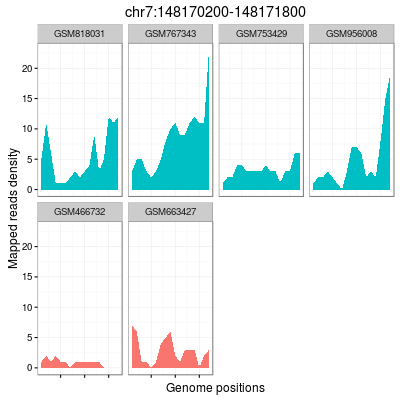 chr7:148170200-148171800
GSM818031 GSM767343 GSM753429 GSM956008
20
15
10
5
0
Mapped reads density
GSM466732 GSM663427
20
15
10
5
0
Genome positions